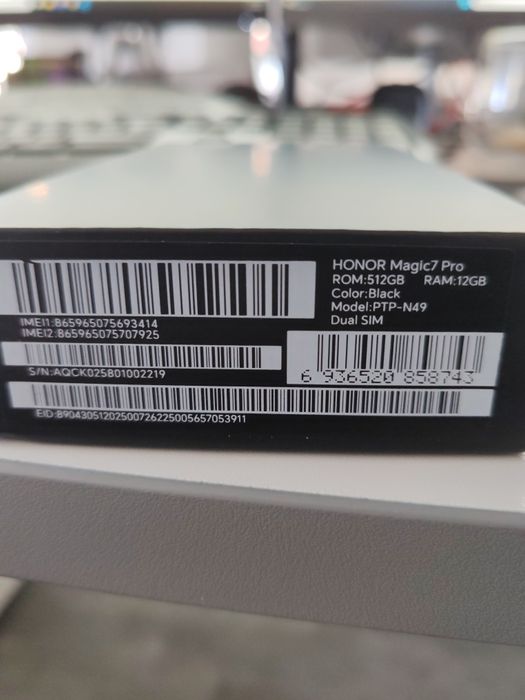 HONOR Magic7 Pro
ROM:512GB RAM:12GB
Color:Black
Model:PTP-N49
Dual SIM
IMEI1:865965075693414
IMEI2:865965075707925
S/N:AQCK025801002219
6 936520 858743
EID:89043051202500726225005657053911